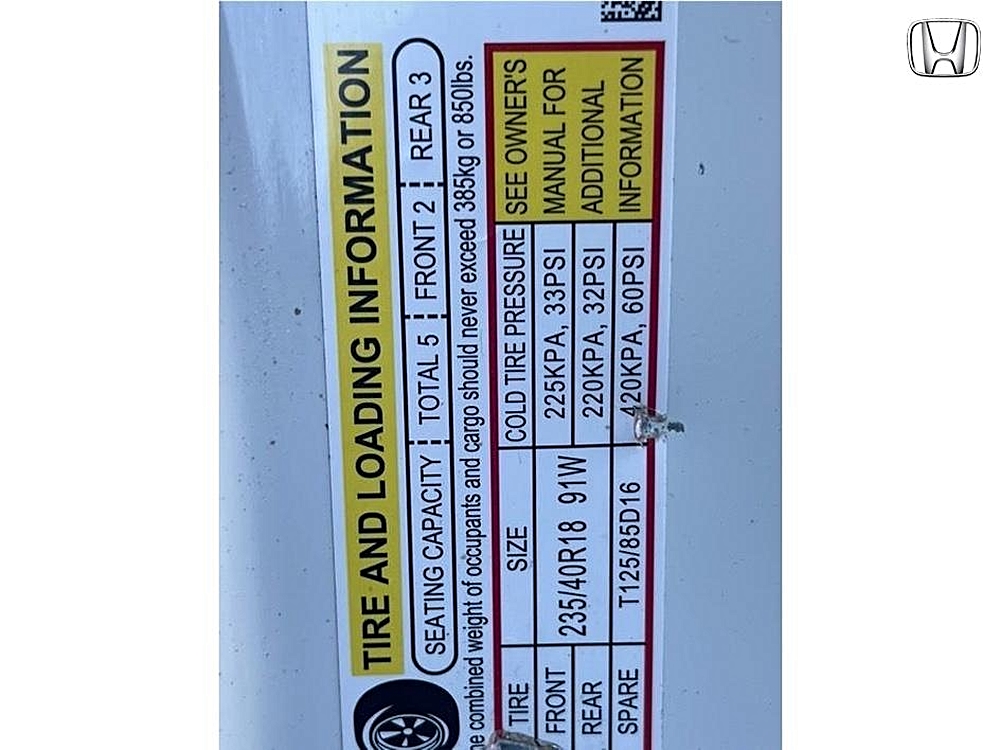 TIRE AND LOADING INFORMATION
SEATING CAPACITY TOTAL 5 FRONT 2 REAR 3
combined weight of occupants and cargo should never exceed 385kg or 850lbs.
TIRE SIZE COLD TIRE PRESSURE SEE OWNER'S
FRONT 235/40R18 91W 225KPA, 33PSI MANUAL FOR
REAR 220KPA, 32PSI ADDITIONAL
SPARE T125/85D16 420KPA, 60PSI INFORMATION